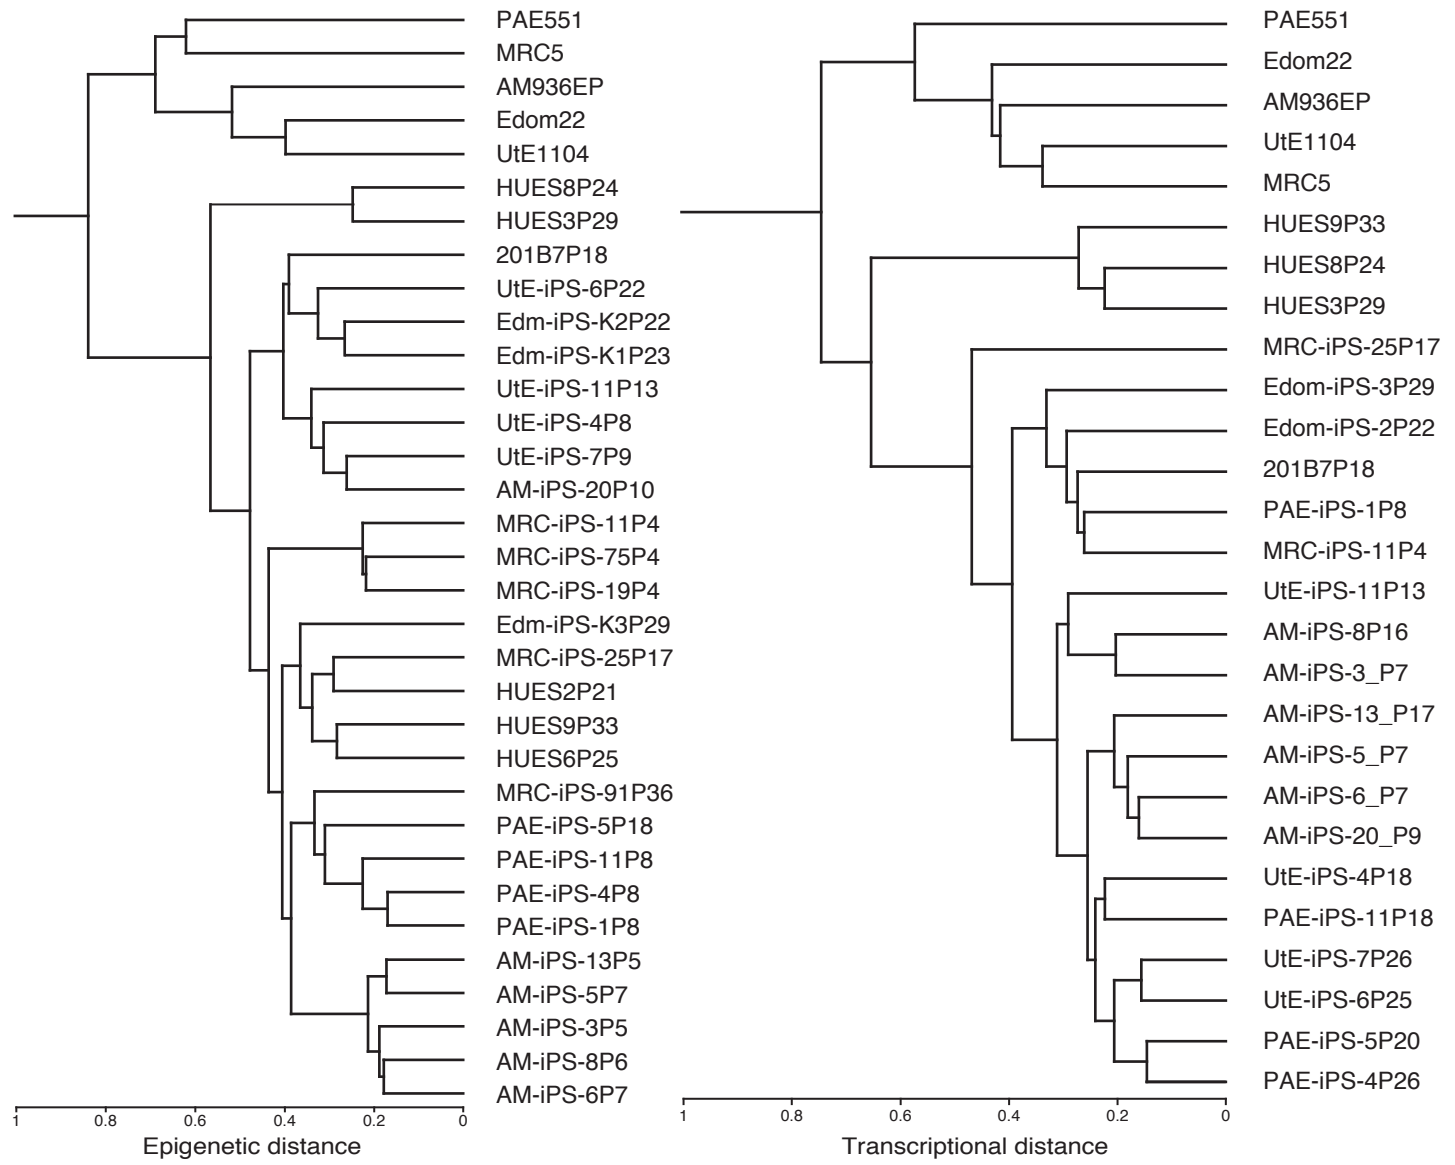 PAE551
MRC5
AM936EP
Edom22
UtE1104
HUES8P24
HUES3P29
201B7P18
UtE-iPS-6P22
Edm-iPS-K2P22
Edm-iPS-K1P23
UtE-iPS-11P13
UtE-iPS-4P8
UtE-iPS-7P9
AM-iPS-20P10
MRC-iPS-11P4
MRC-iPS-75P4
MRC-iPS-19P4
Edm-iPS-K3P29
MRC-iPS-25P17
HUES2P21
HUES9P33
HUES6P25
MRC-iPS-91P36
PAE-iPS-5P18
PAE-iPS-11P8
PAE-iPS-4P8
PAE-iPS-1P8
AM-iPS-13P5
AM-iPS-5P7
AM-iPS-3P5
AM-iPS-8P6
AM-iPS-6P7
1 0.8 0.6 0.4 0.2 0
Epigenetic distance
PAE551
Edom22
AM936EP
UtE1104
MRC5
HUES9P33
HUES8P24
HUES3P29
MRC-iPS-25P17
Edom-iPS-3P29
Edom-iPS-2P22
201B7P18
PAE-iPS-1P8
MRC-iPS-11P4
UtE-iPS-11P13
AM-iPS-8P16
AM-iPS-3_P7
AM-iPS-13_P17
AM-iPS-5_P7
AM-iPS-6_P7
AM-iPS-20_P9
UtE-iPS-4P18
PAE-iPS-11P18
UtE-iPS-7P26
UtE-iPS-6P25
PAE-iPS-5P20
PAE-iPS-4P26
1 0.8 0.6 0.4 0.2 0
Transcriptional distance